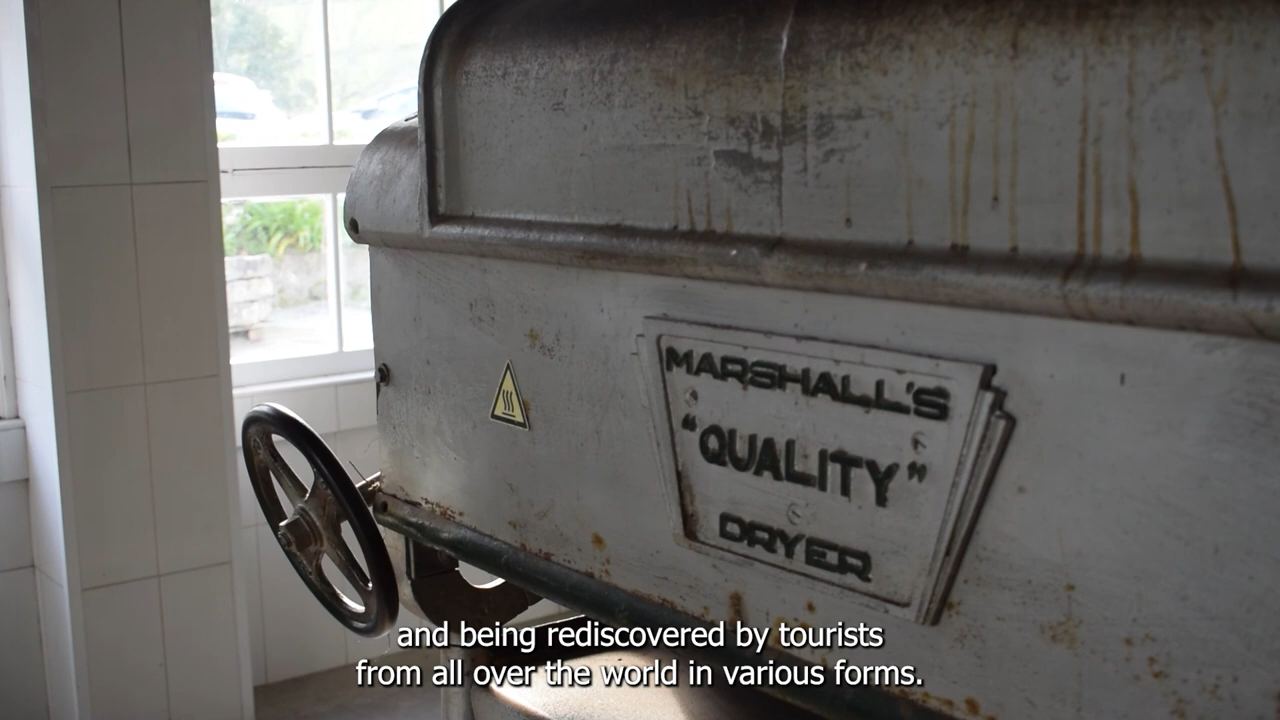 MARSHALL'S
"QUALITY"
DRYER
and being rediscovered by tourists
from all over the world in various forms.